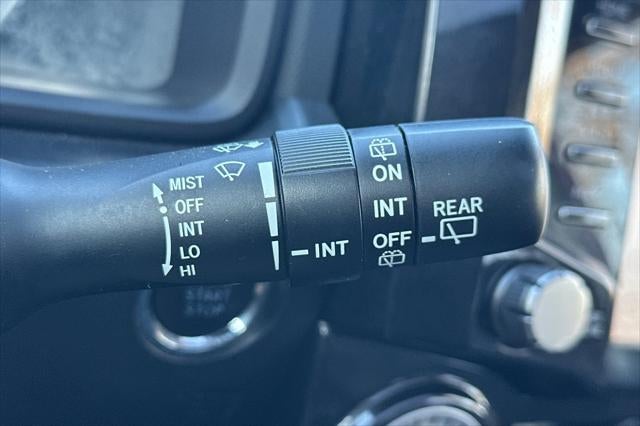 MIST
OFF
INT
LO
HI
INT
ON
INT
OFF
REAR
START
STOP